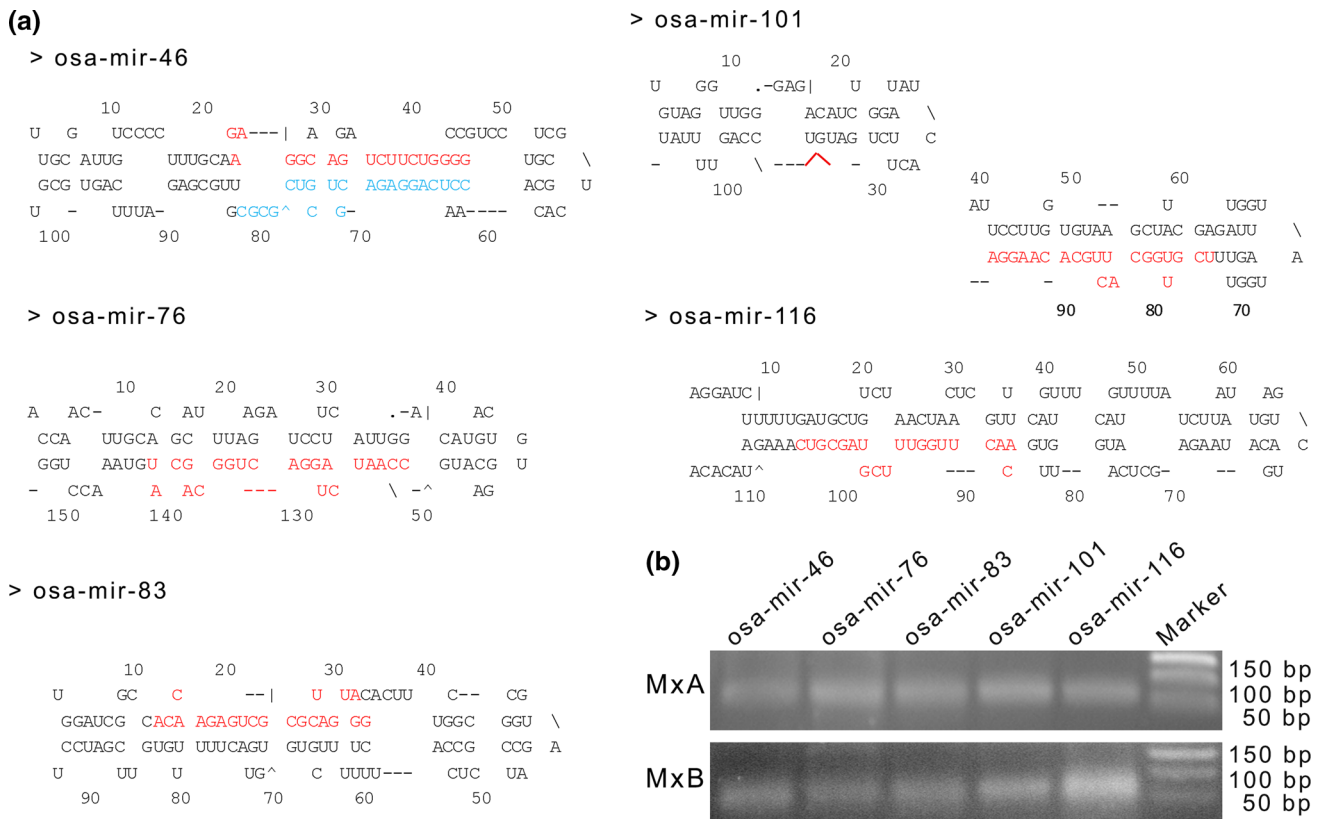 (a)
> osa-mir-46
10 20 30 40 50
U G UUCCCC GA---| A GA CCGUCC UCG
UGC AUUG UUUGCAA GGC AG UCUUCUGGGG UGC \
GCG UGAC GAGCGUU CUG UC AGAGGACUCC ACG U
U - UUUA- GCGCG^ C G- AA---- CAC
100 90 80 70 60
> osa-mir-76
10 20 30 40
A AC- C AU AGA UC .-A| AC
CCA UUGCA GC UUAG UCCU AUUGG CAUGU G
GGU AAUGU CG GGUC AGGA UAACC GUACG U
- CCA A AC --- UC \ -^ AG
150 140 130 50
> osa-mir-83
10 20 30 40
U GC C --| U UACACUU C-- CG
GGAUCG CACA AGAGUCG CGCAG GG UGGC GGU \
CCUAGC GUGU UUUCAGU GUGUU UC ACCG CCG A
U UU U UG^ C UUUU--- CUC UA
90 80 70 60 50
> osa-mir-101
10 20
U GG .-GAG| U UAU
GUAG UUGG ACAUC GGA \
UAUU GACC UGUAG UCU C
- UU \ --- - UCA
100 30
40 50 60
AU G -- U UGGU
UCCUUG UGUAA GCUAC GAGAUU \
AGGAAC ACGUU CGGUG CUUUGA A
-- - CA U UGGU
90 80 70
> osa-mir-116
10 20 30 40 50 60
AGGAUC| UCU CUC U GUUU GUUUUA AU AG
UUUUUGAUGCUG AACUAA GUU CAU CAU UCUUA UGU \
AGAAACUGCGAU UUGGUU CAA GUG GUA AGAAU ACA C
ACACAU^ GCU --- C UU-- ACUCG- -- GU
110 100 90 80 70
(b)
osa-mir-46 osa-mir-76 osa-mir-83 osa-mir-101 osa-mir-116 Marker
MxA
150 bp
100 bp
50 bp
MxB
150 bp
100 bp
50 bp